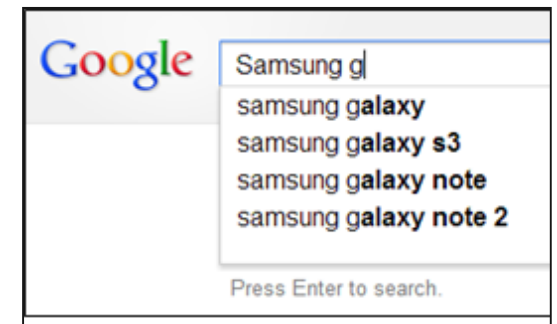 Google
Samsung g
samsung galaxy
samsung galaxy s3
samsung galaxy note
samsung galaxy note 2
Press Enter to search.